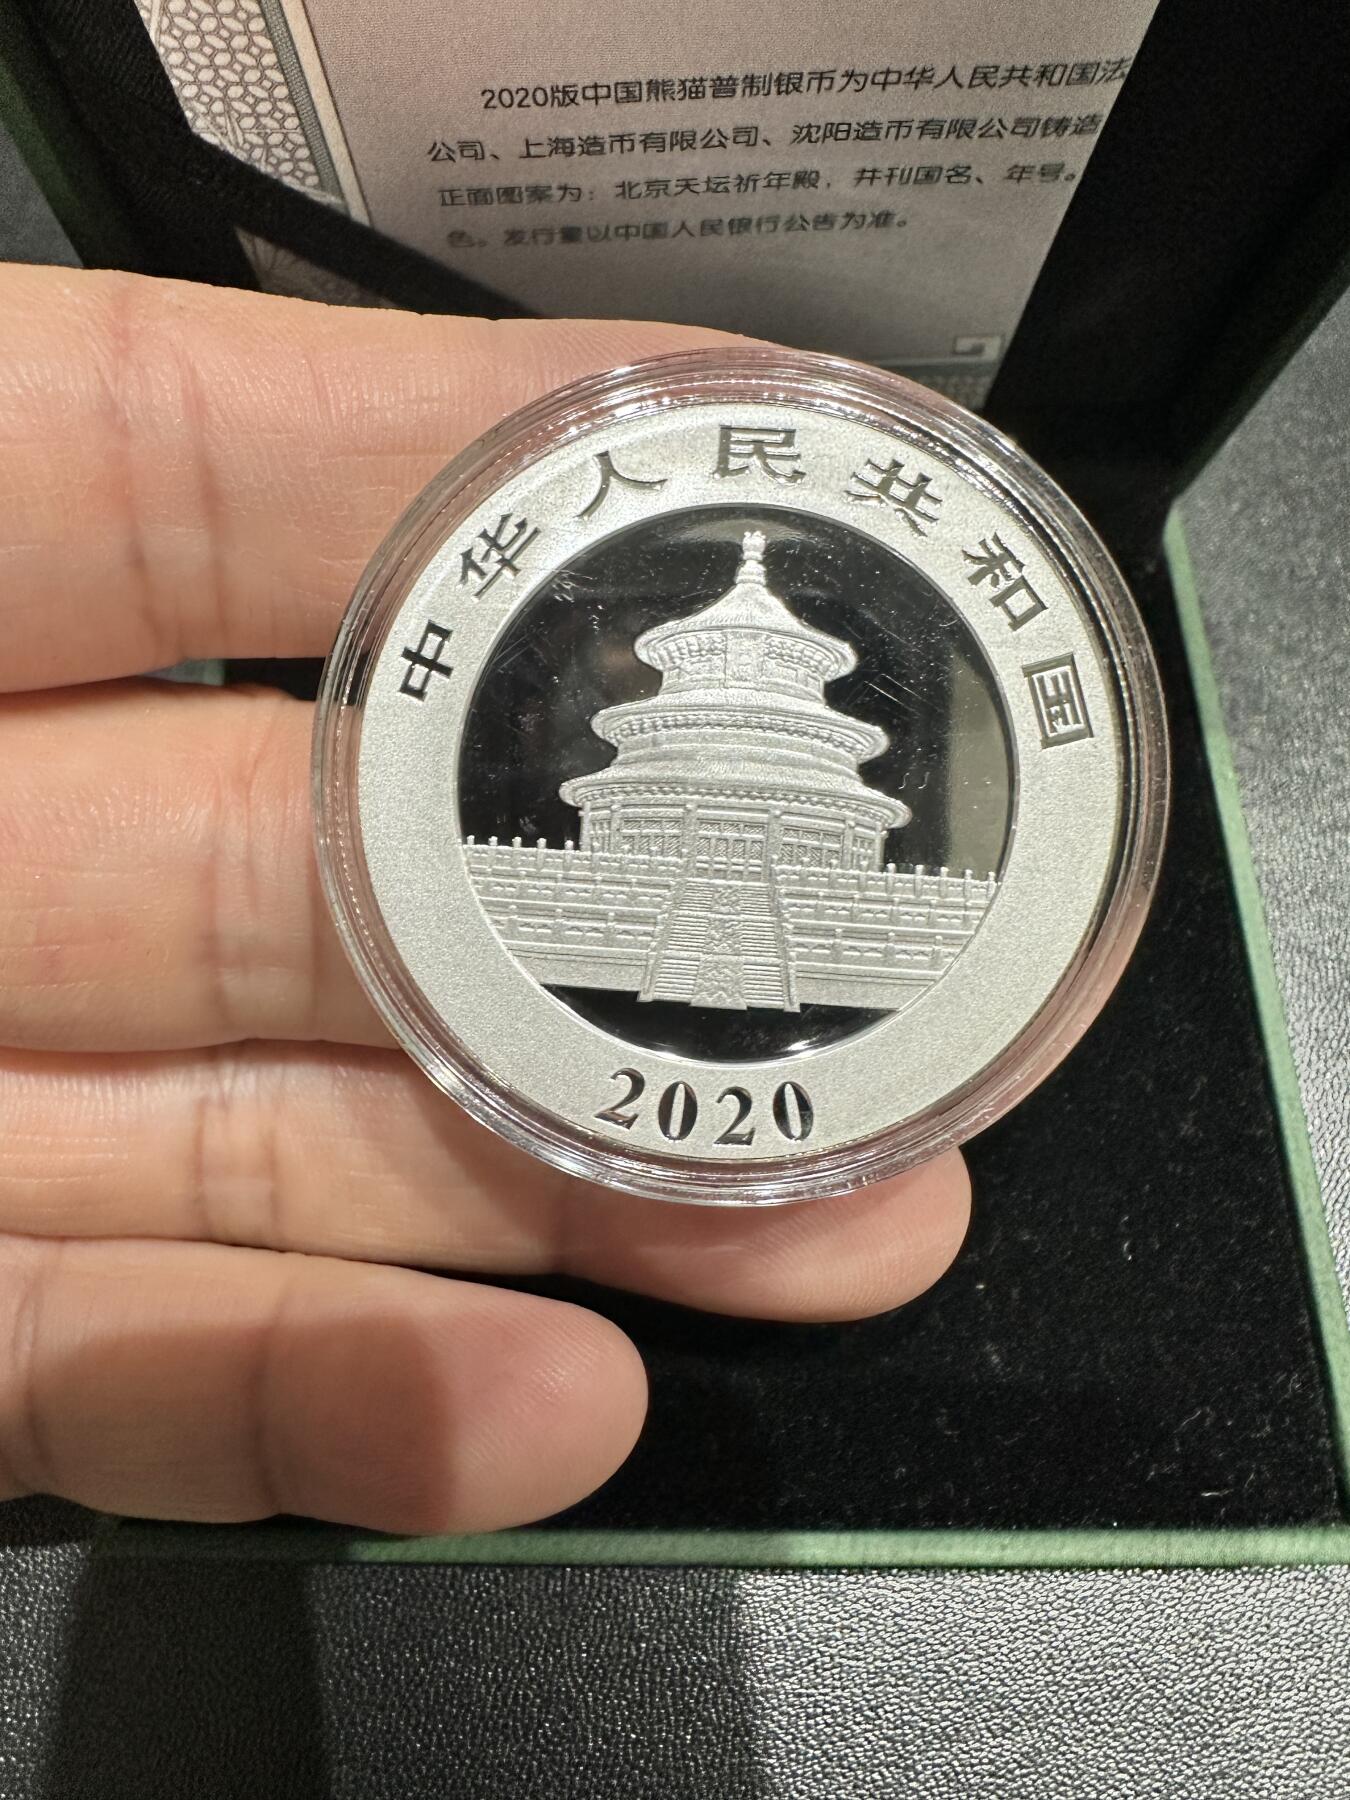 2020版中国熊猫普制银币为中华人民共和国法
公司、上海造币有限公司、沈阳造币有限公司铸造
正面图案为：北京天坛祈年殿，并刊国名、年号。
色。发行量以中国人民银行公告为准。
中华人民共和国
2020